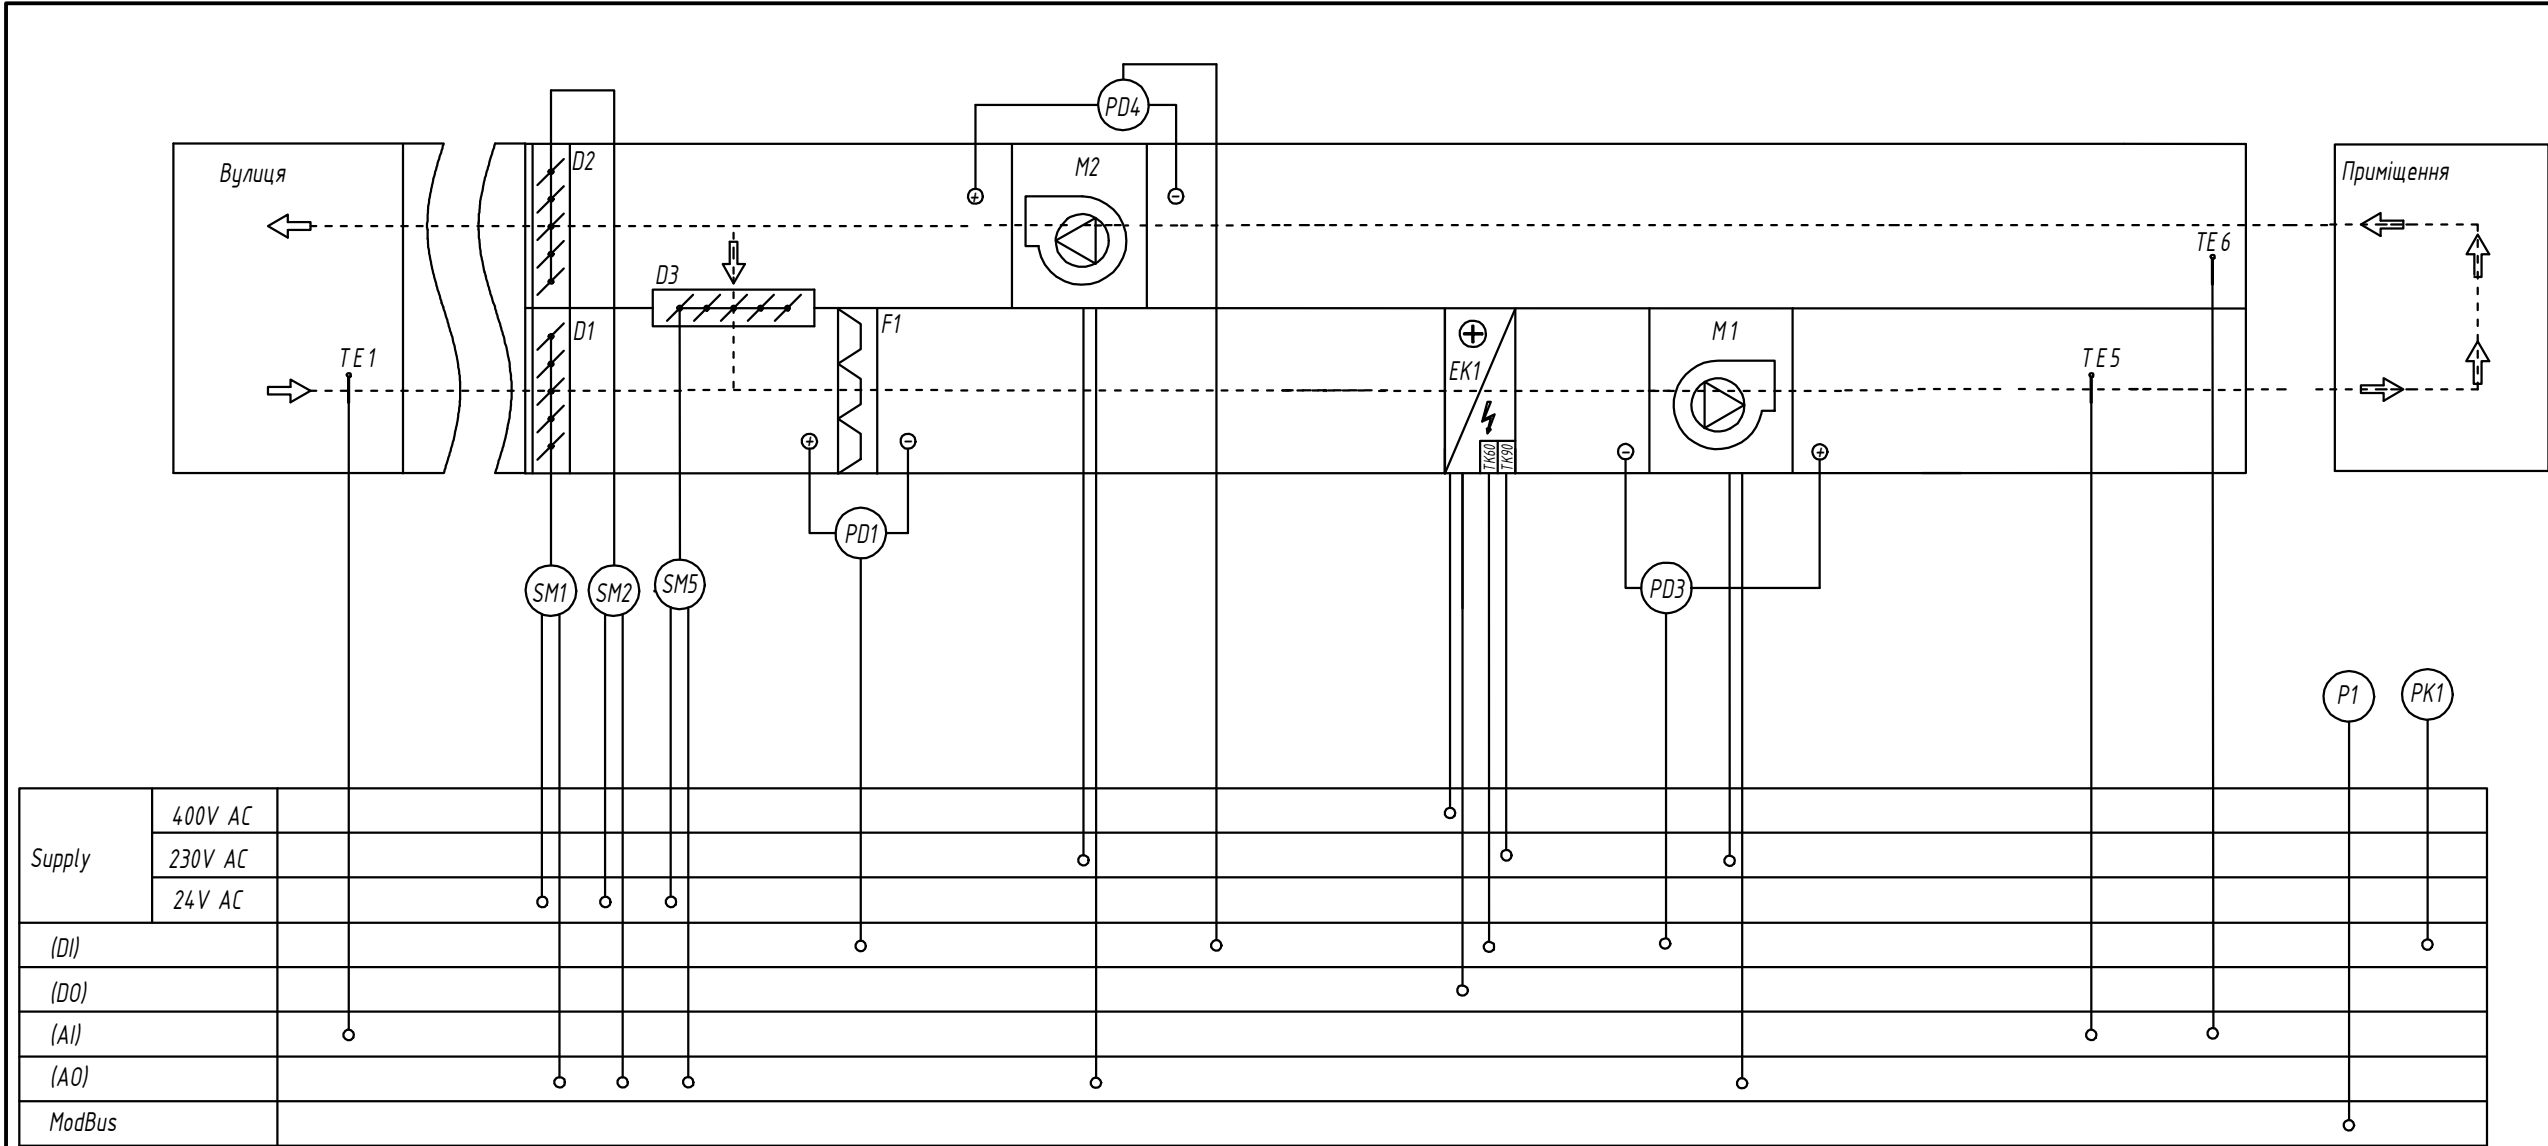 PD4
Вулиця
D2
M2
Приміщення
TE6
D3
D1
F1
M1
TE1
EK1
TE5
TK60
TK90
PD1
SM1
SM2
SM5
PD3
P1
PK1
Supply
400V AC
230V AC
24V AC
(DI)
(DO)
(AI)
(AO)
ModBus